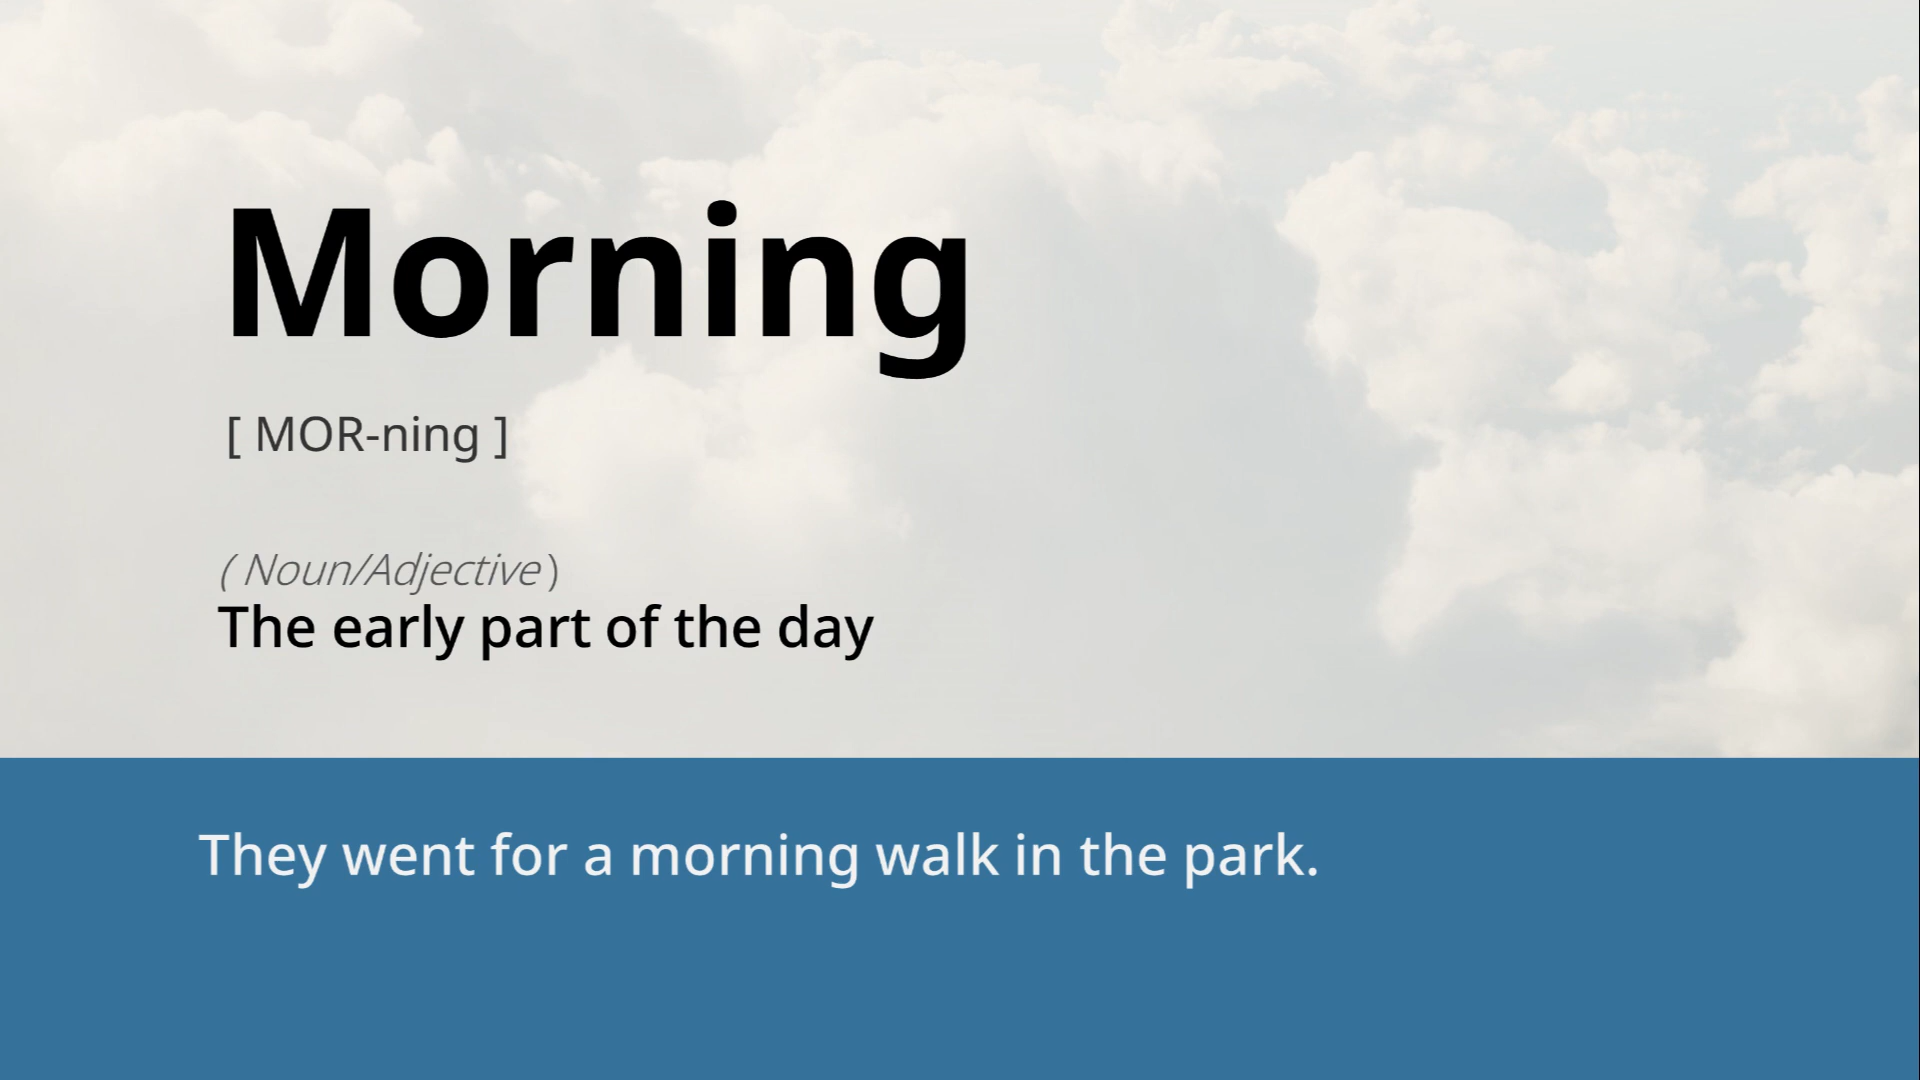 Morning
[ MOR-ning ]
( Noun/Adjective )
The early part of the day
They went for a morning walk in the park.